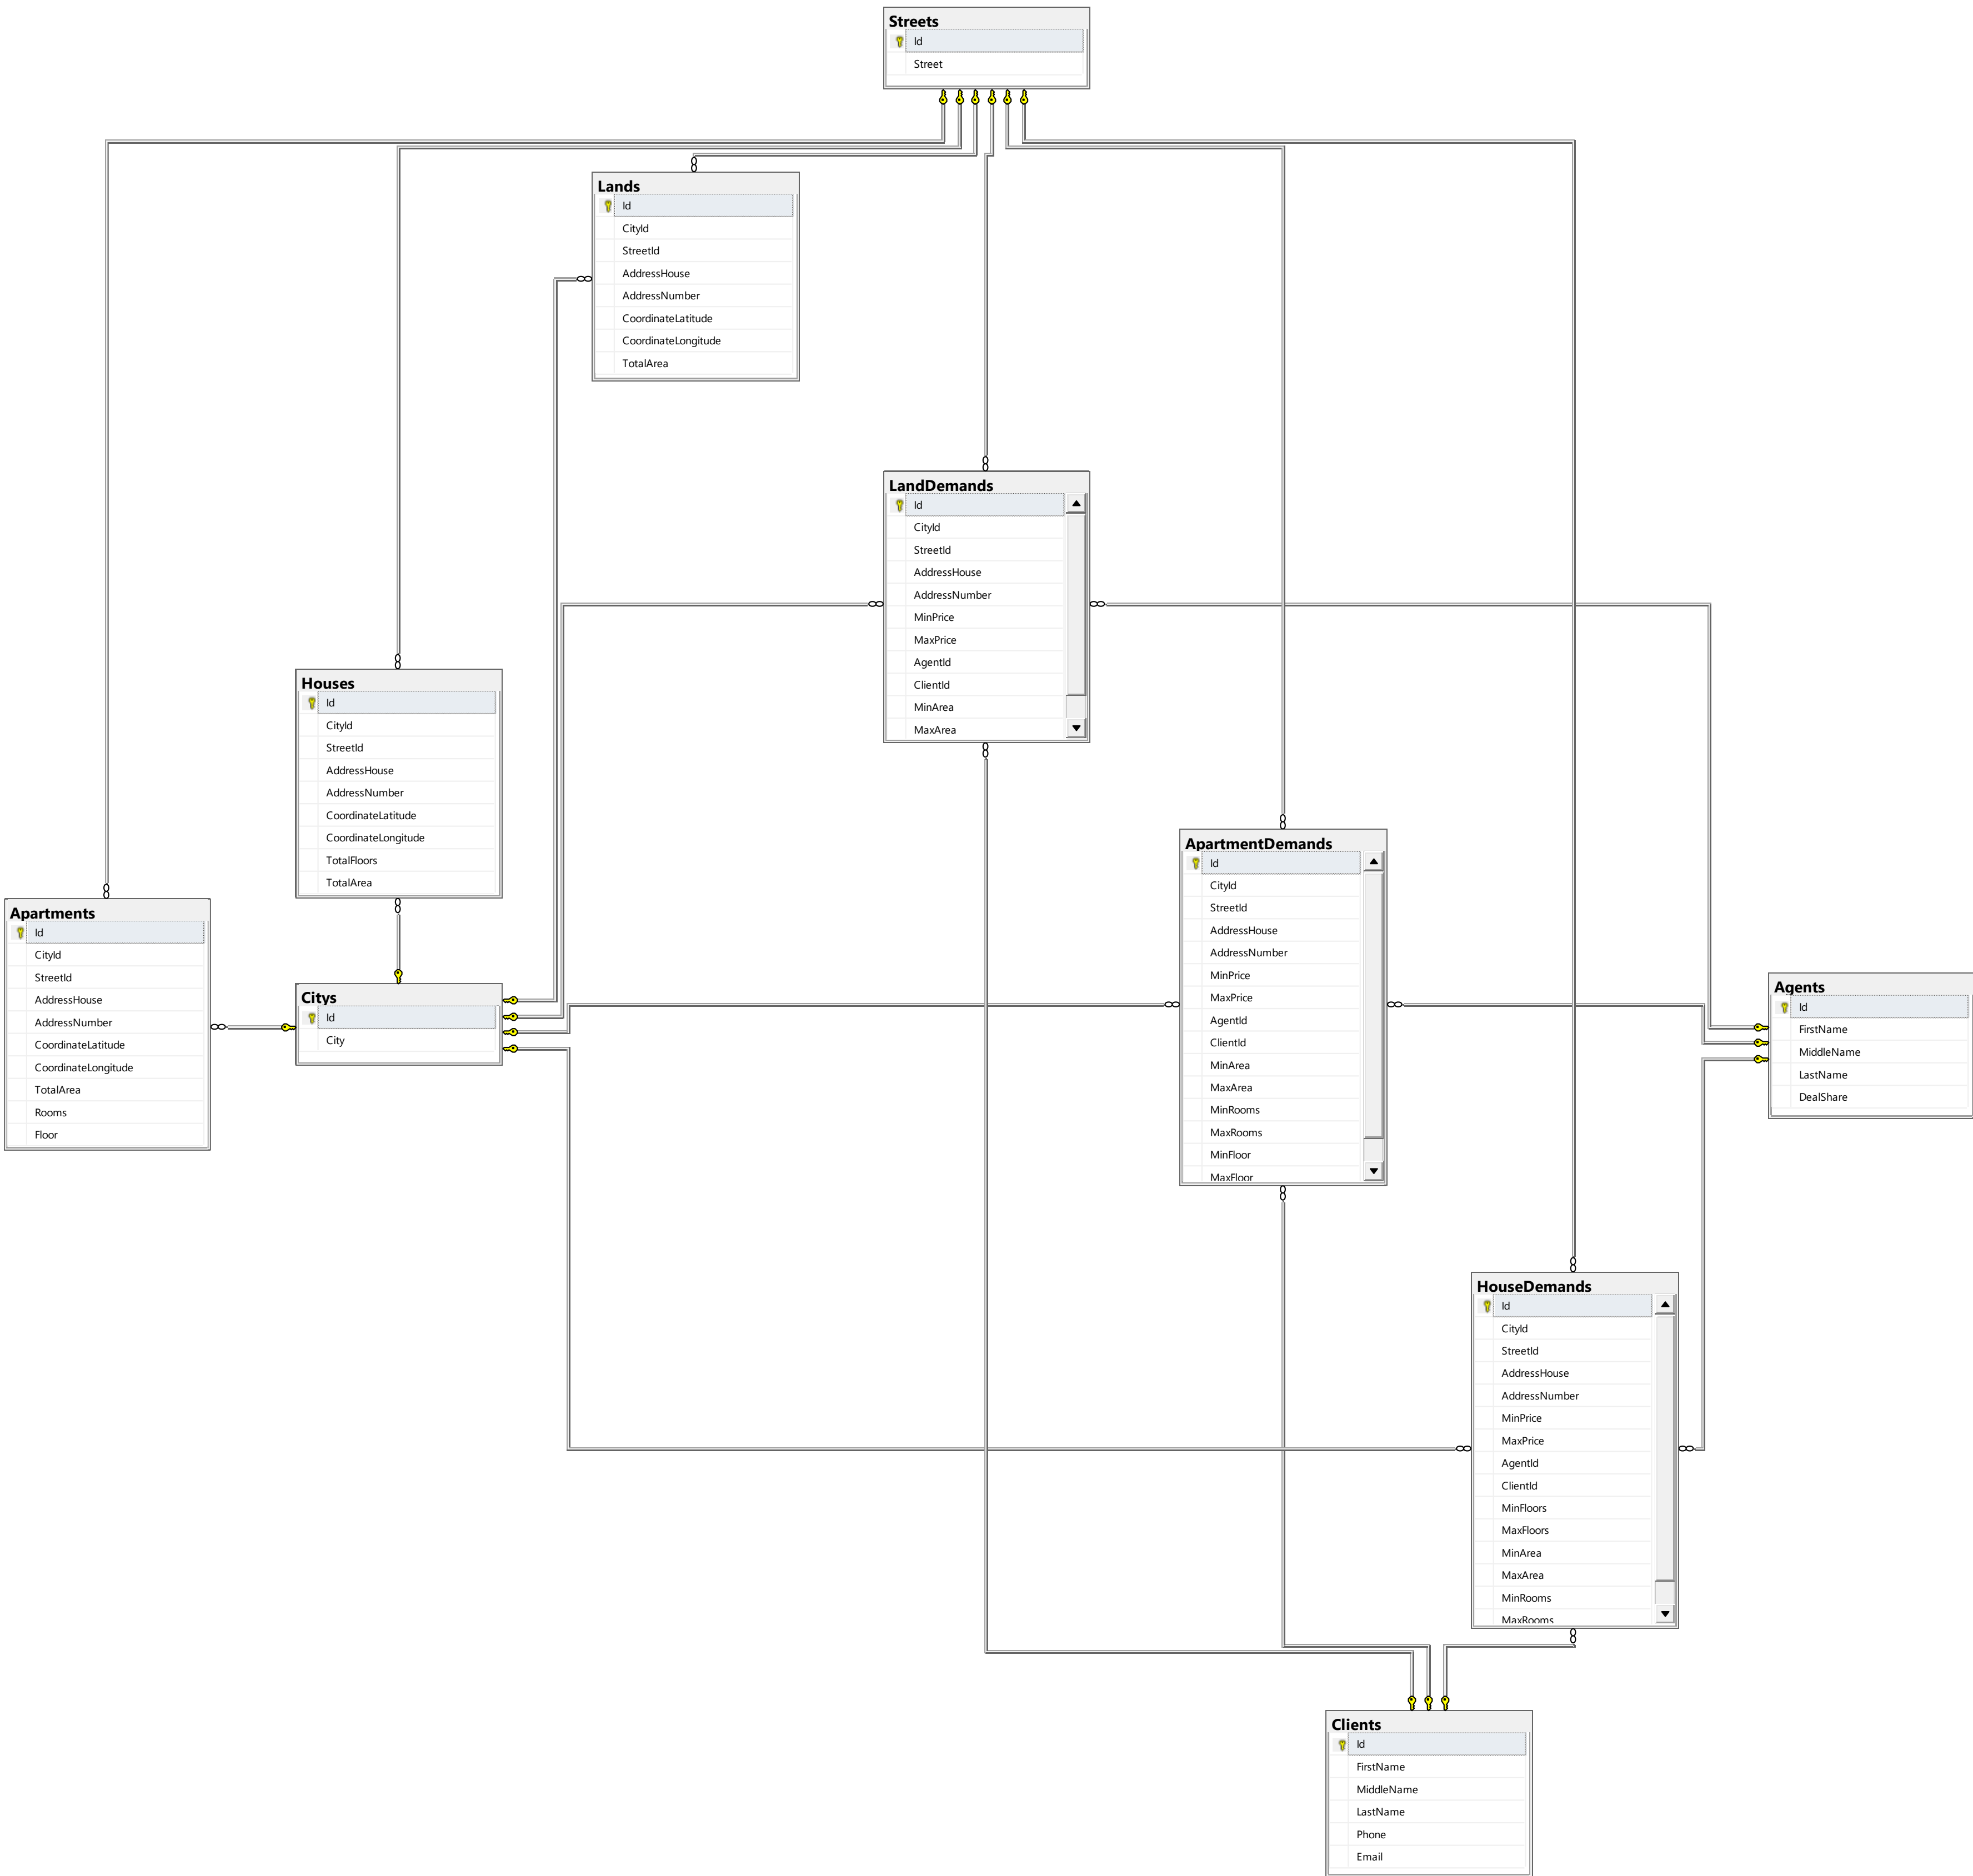 Streets
Id
Street
Lands
Id
CityId
StreetId
AddressHouse
AddressNumber
CoordinateLatitude
CoordinateLongitude
TotalArea
LandDemands
Id
CityId
StreetId
AddressHouse
AddressNumber
MinPrice
MaxPrice
AgentId
ClientId
MinArea
MaxArea
Houses
Id
CityId
StreetId
AddressHouse
AddressNumber
CoordinateLatitude
CoordinateLongitude
TotalFloors
TotalArea
ApartmentDemands
Id
CityId
StreetId
AddressHouse
AddressNumber
MinPrice
MaxPrice
AgentId
ClientId
MinArea
MaxArea
MinRooms
MaxRooms
MinFloor
MaxFloor
Apartments
Id
CityId
StreetId
AddressHouse
AddressNumber
CoordinateLatitude
CoordinateLongitude
TotalArea
Rooms
Floor
Citys
Id
City
Agents
Id
FirstName
MiddleName
LastName
DealShare
HouseDemands
Id
CityId
StreetId
AddressHouse
AddressNumber
MinPrice
MaxPrice
AgentId
ClientId
MinFloors
MaxFloors
MinArea
MaxArea
MinRooms
MaxRooms
Clients
Id
FirstName
MiddleName
LastName
Phone
Email